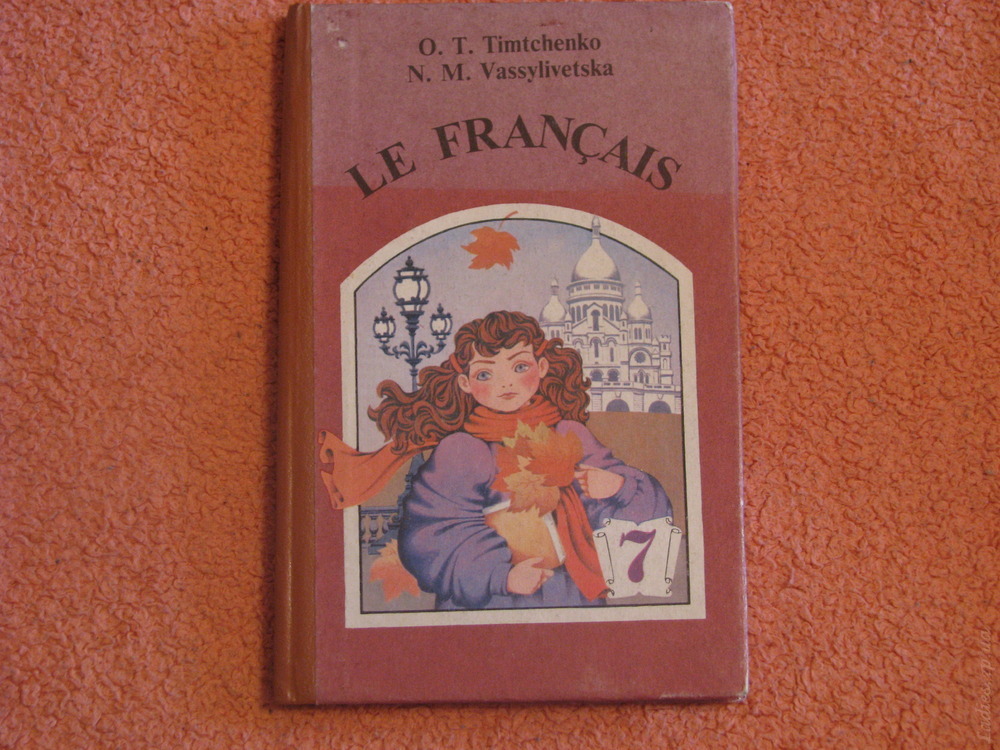 O. T. Timtchenko
N. M. Vassylivetska
LE FRANÇAIS
7